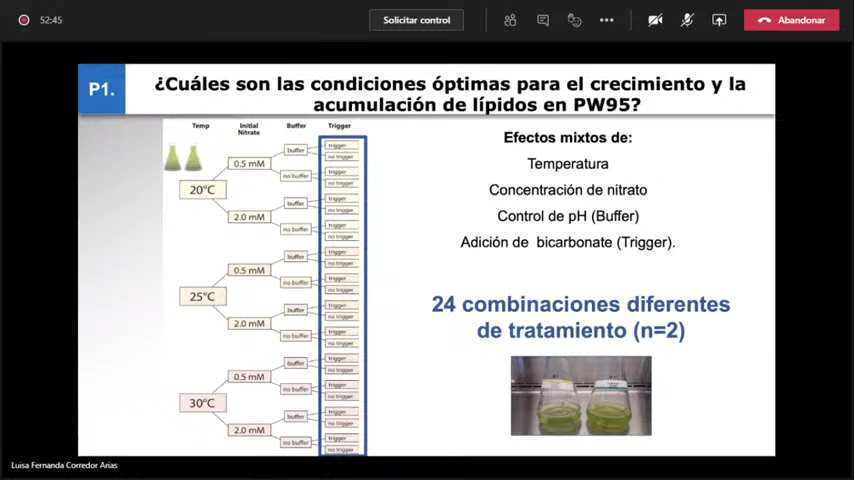 52:45
Solicitar control
Abandonar
P1.
¿Cuáles son las condiciones óptimas para el crecimiento y la
acumulación de lípidos en PW95?
Temp
Initial
Nitrate
Buffer
Trigger
20°C
0.5 mM
buffer
trigger
no trigger
no buffer
trigger
no trigger
2.0 mM
buffer
trigger
no trigger
no buffer
trigger
no trigger
25°C
0.5 mM
buffer
trigger
no trigger
no buffer
trigger
no trigger
2.0 mM
buffer
trigger
no trigger
no buffer
trigger
no trigger
30°C
0.5 mM
buffer
trigger
no trigger
no buffer
trigger
no trigger
2.0 mM
buffer
trigger
no trigger
no buffer
trigger
no trigger
Efectos mixtos de:
Temperatura
Concentración de nitrato
Control de pH (Buffer)
Adición de bicarbonate (Trigger).
24 combinaciones diferentes
de tratamiento (n=2)
Luisa Fernanda Corredor Arias